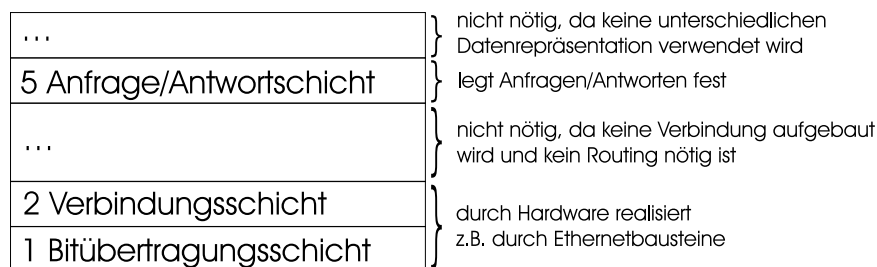 ...
nicht nötig, da keine unterschiedlichen
Datenrepräsentation verwendet wird
5 Anfrage/Antwortschicht
legt Anfragen/Antworten fest
...
nicht nötig, da keine Verbindung aufgebaut
wird und kein Routing nötig ist
2 Verbindungsschicht
1 Bitübertragungsschicht
durch Hardware realisiert
z.B. durch Ethernetbausteine